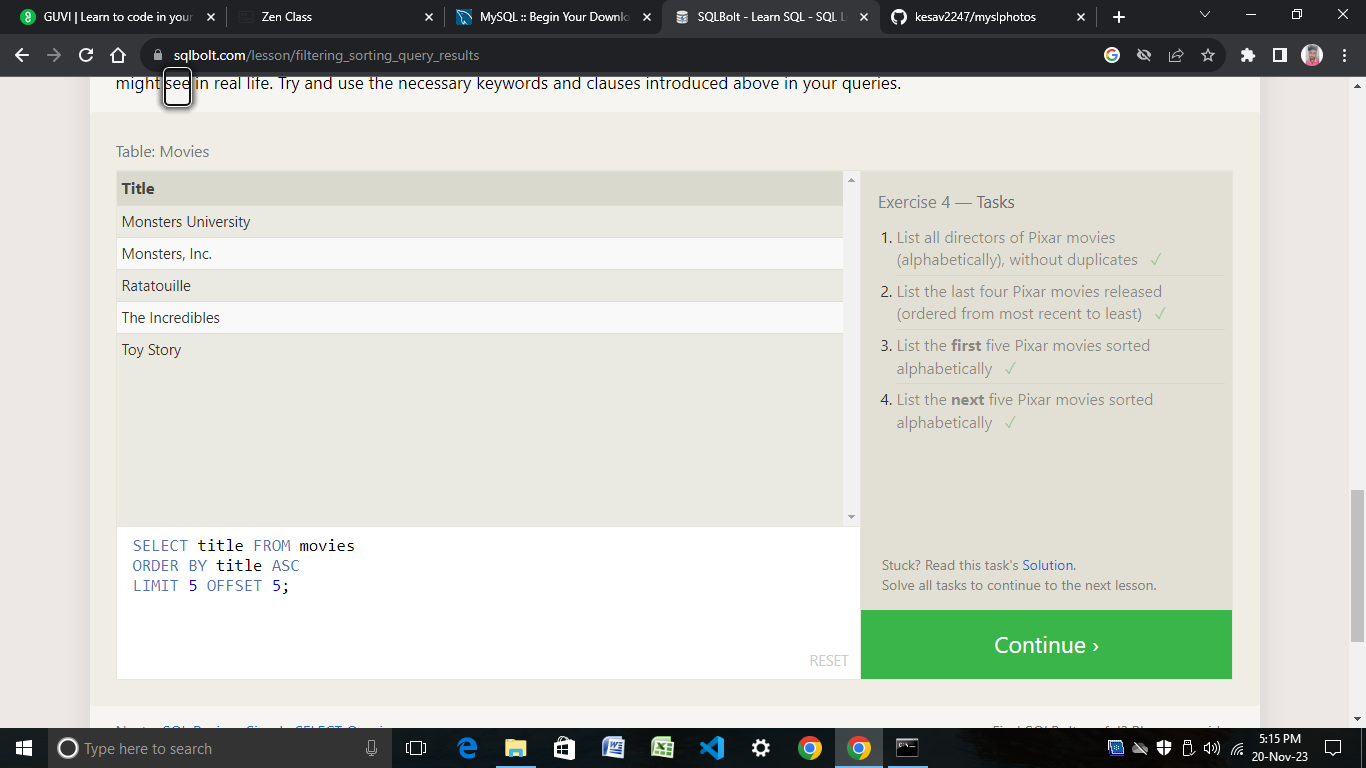 GUVI | Learn to code in your
Zen Class
MySQL :: Begin Your Downlo
SQLBolt - Learn SQL - SQL L
kesav2247/myslphotos
sqlbolt.com/lesson/filtering_sorting_query_results
might see in real life. Try and use the necessary keywords and clauses introduced above in your queries.
Table: Movies
Title
Monsters University
Monsters, Inc.
Ratatouille
The Incredibles
Toy Story
SELECT title FROM movies
ORDER BY title ASC
LIMIT 5 OFFSET 5;
RESET
Exercise 4 — Tasks
1. List all directors of Pixar movies
(alphabetically), without duplicates ✓
2. List the last four Pixar movies released
(ordered from most recent to least) ✓
3. List the first five Pixar movies sorted
alphabetically ✓
4. List the next five Pixar movies sorted
alphabetically ✓
Stuck? Read this task's Solution.
Solve all tasks to continue to the next lesson.
Continue ›
Type here to search
5:15 PM
20-Nov-23